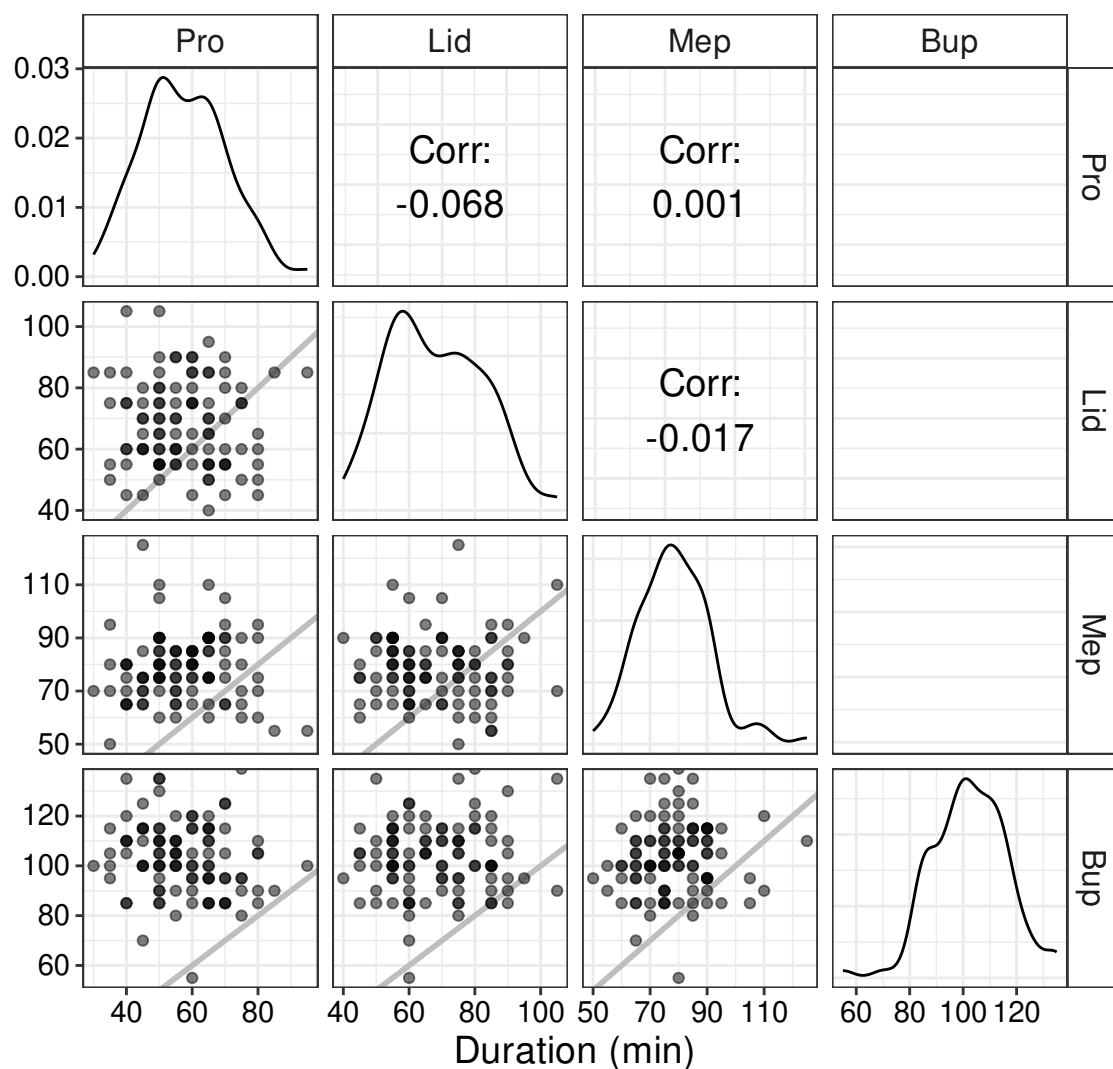 Pro Lid Mep Bup
0.03
0.02
0.01
0.00
Corr:
-0.068
Corr:
0.001
Pro
100
80
60
40
Corr:
-0.017
Lid
110
90
70
50
Mep
120
100
80
60
Bup
40 60 80 40 60 80 100 50 70 90 110 60 80 100 120
Duration (min)